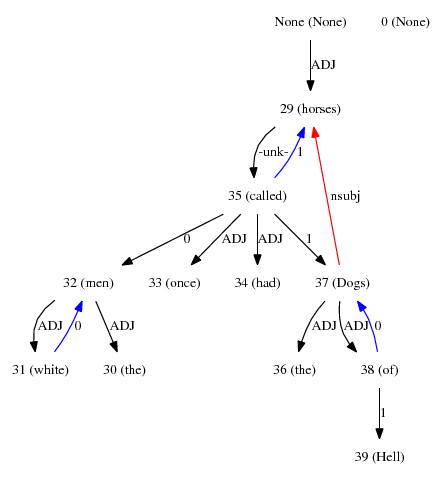 None (None) 0 (None)
ADJ
29 (horses)
-unk- 1
nsubj
35 (called)
0 ADJ ADJ 1
32 (men) 33 (once) 34 (had) 37 (Dogs)
ADJ 0 ADJ ADJ ADJ 0
31 (white) 30 (the) 36 (the) 38 (of)
1
39 (Hell)